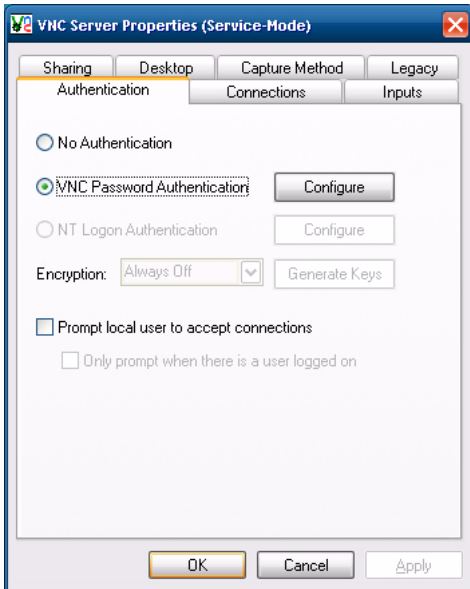 VNC Server Properties (Service-Mode)
Sharing Desktop Capture Method Legacy
Authentication Connections Inputs
No Authentication
VNC Password Authentication Configure
NT Logon Authentication Configure
Encryption: Always Off Generate Keys
Prompt local user to accept connections
Only prompt when there is a user logged on
OK Cancel Apply